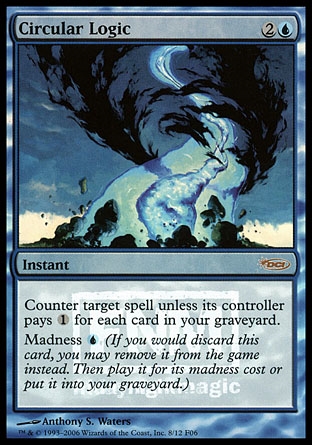 Circular Logic 2
Instant DCI
Counter target spell unless its controller
pays 1 for each card in your graveyard.
Madness (If you would discard this
card, you may remove it from the game
instead. Then play it for its madness cost or
put it into your graveyard.)
magic
Anthony S. Waters
™ & © 1993–2006 Wizards of the Coast, Inc. 8/12 F06